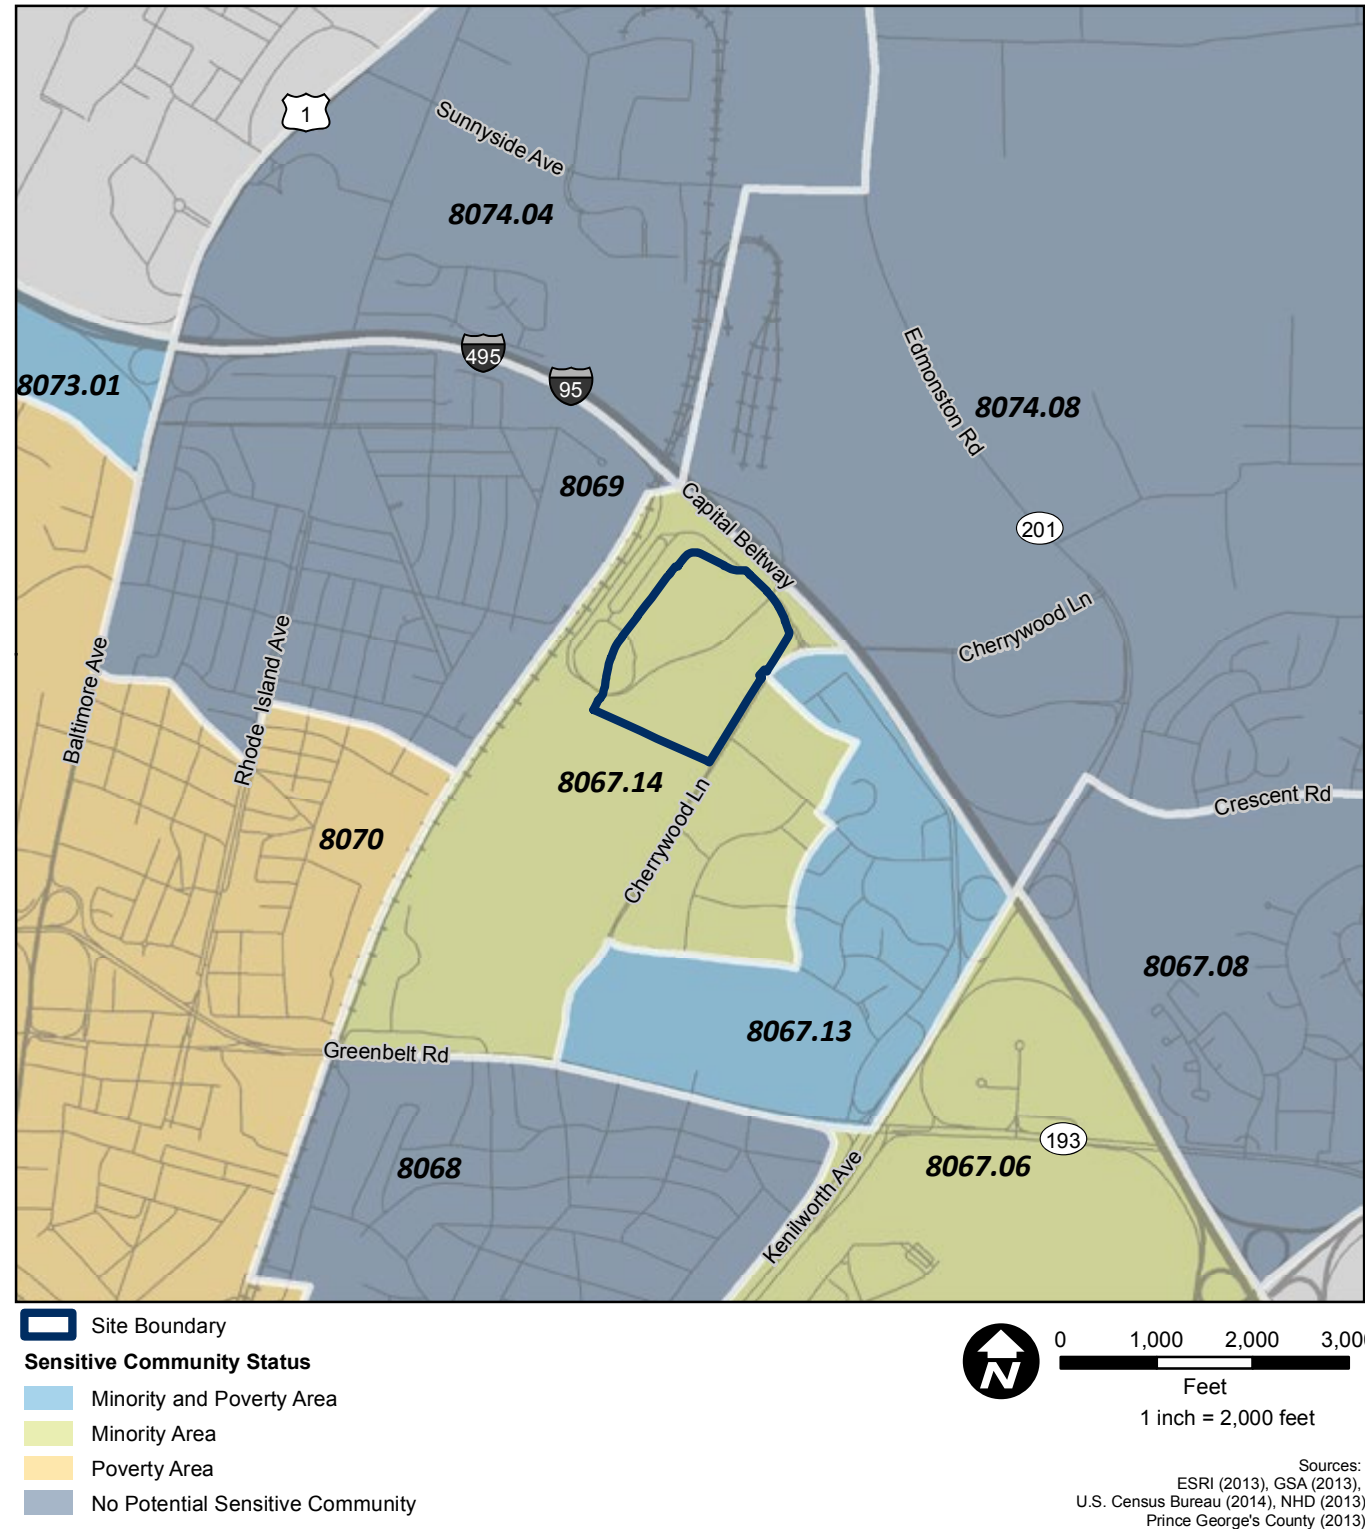 1
Sunnyside Ave
8074.04
495
95
8073.01
Edmonston Rd
8074.08
8069
Capital Beltway
201
Cherrywood Ln
Baltimore Ave
Rhode Island Ave
8067.14
Cherrywood Ln
Crescent Rd
8070
8067.08
8067.13
Greenbelt Rd
193
8068
8067.06
Kenilworth Ave
Site Boundary
Sensitive Community Status
Minority and Poverty Area
Minority Area
Poverty Area
No Potential Sensitive Community
N
0 1,000 2,000 3,00
Feet
1 inch = 2,000 feet
Sources:
ESRI (2013), GSA (2013),
U.S. Census Bureau (2014), NHD (2013)
Prince George's County (2013)